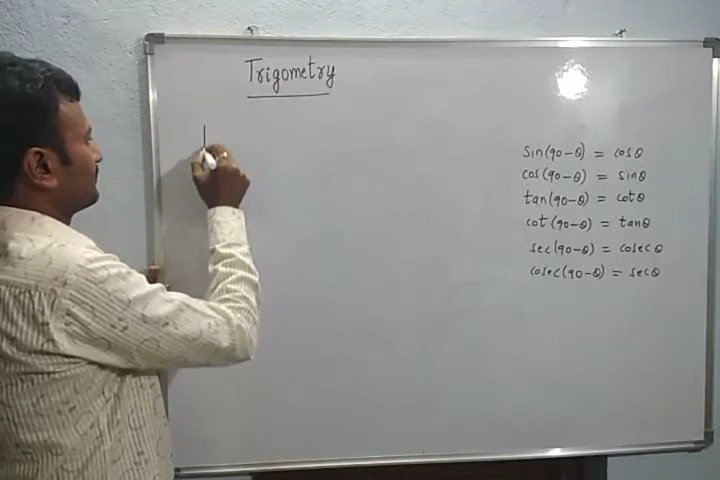 Trigometry
sin(90-θ) = cosθ
cos(90-θ) = sinθ
tan(90-θ) = cotθ
cot(90-θ) = tanθ
sec(90-θ) = cosecθ
cosec(90-θ) = secθ